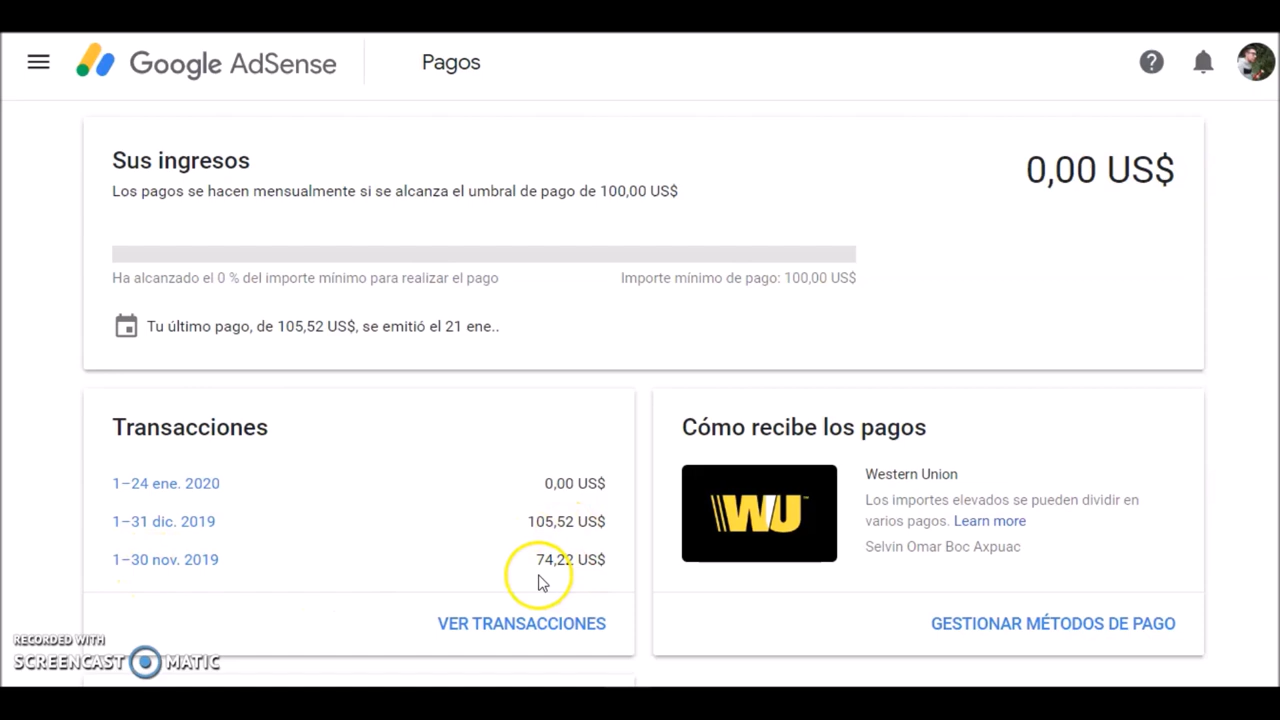 Google AdSense
Pagos
Sus ingresos
0,00 US$
Los pagos se hacen mensualmente si se alcanza el umbral de pago de 100,00 US$
Ha alcanzado el 0 % del importe mínimo para realizar el pago
Importe mínimo de pago: 100,00 US$
Tu último pago, de 105,52 US$, se emitió el 21 ene..
Transacciones
1–24 ene. 2020 0,00 US$
1–31 dic. 2019 105,52 US$
1–30 nov. 2019 74,22 US$
VER TRANSACCIONES
Cómo recibe los pagos
WU
Western Union
Los importes elevados se pueden dividir en
varios pagos. Learn more
Selvin Omar Boc Axpuac
GESTIONAR MÉTODOS DE PAGO
RECORDED WITH
SCREENCAST MATIC